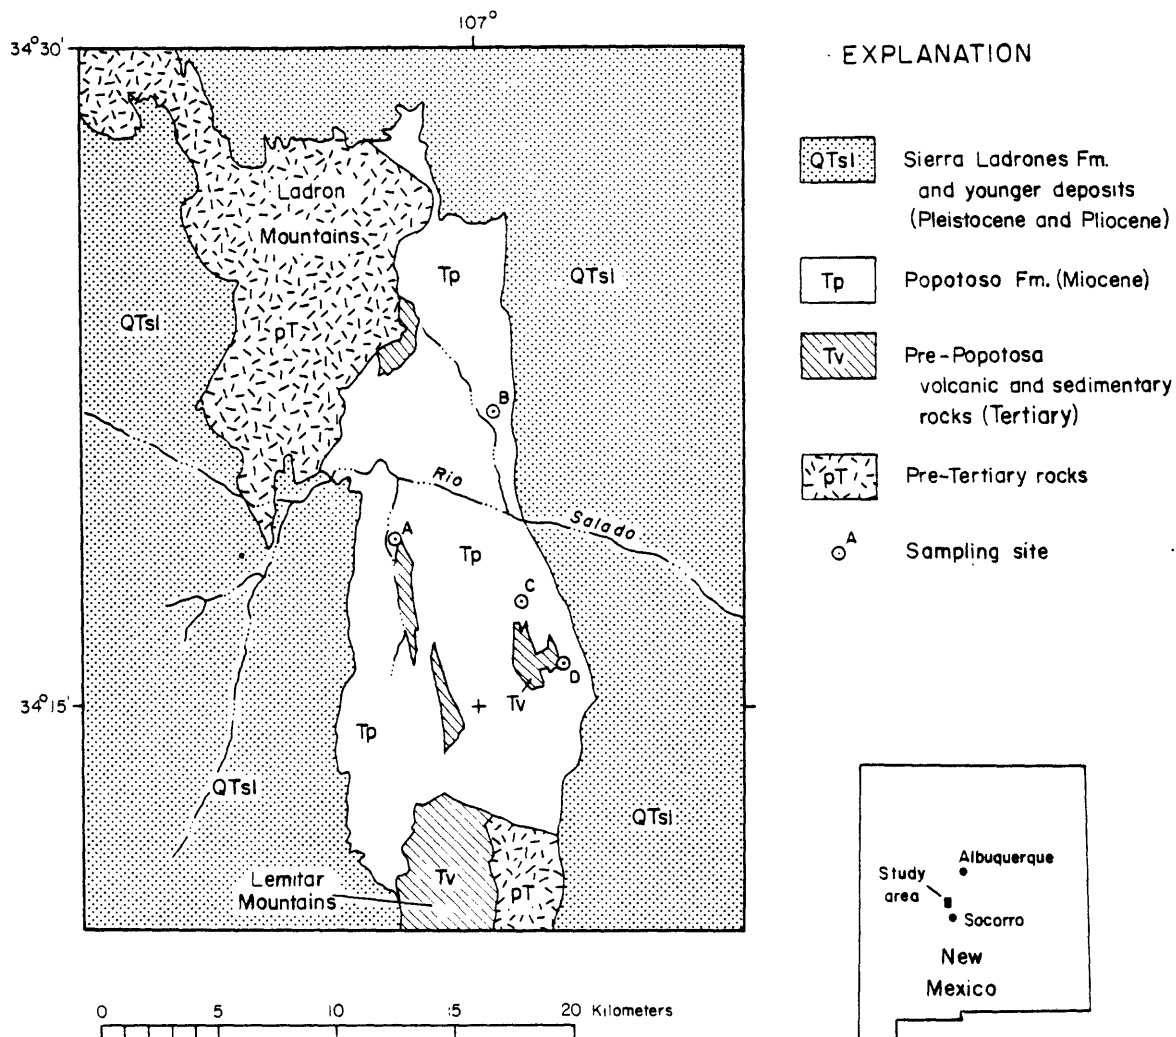 107°
34°30'
EXPLANATION
QTsl
Sierra Ladrones Fm.
and younger deposits
(Pleistocene and Pliocene)
Tp
Popotoso Fm. (Miocene)
Tv
Pre-Popotosa
volcanic and sedimentary
rocks (Tertiary)
pT
Pre-Tertiary rocks
A
Sampling site
Ladron
Mountains
Tp
QTsl
QTsl
pT
B
Rio
Salado
A
Tp
C
D
34°15'
Tv
Tp
QTsl
QTsl
Lemitar
Mountains
Tv
pT
Albuquerque
Study
area
Socorro
New
Mexico
0 5 10 15 20 Kilometers